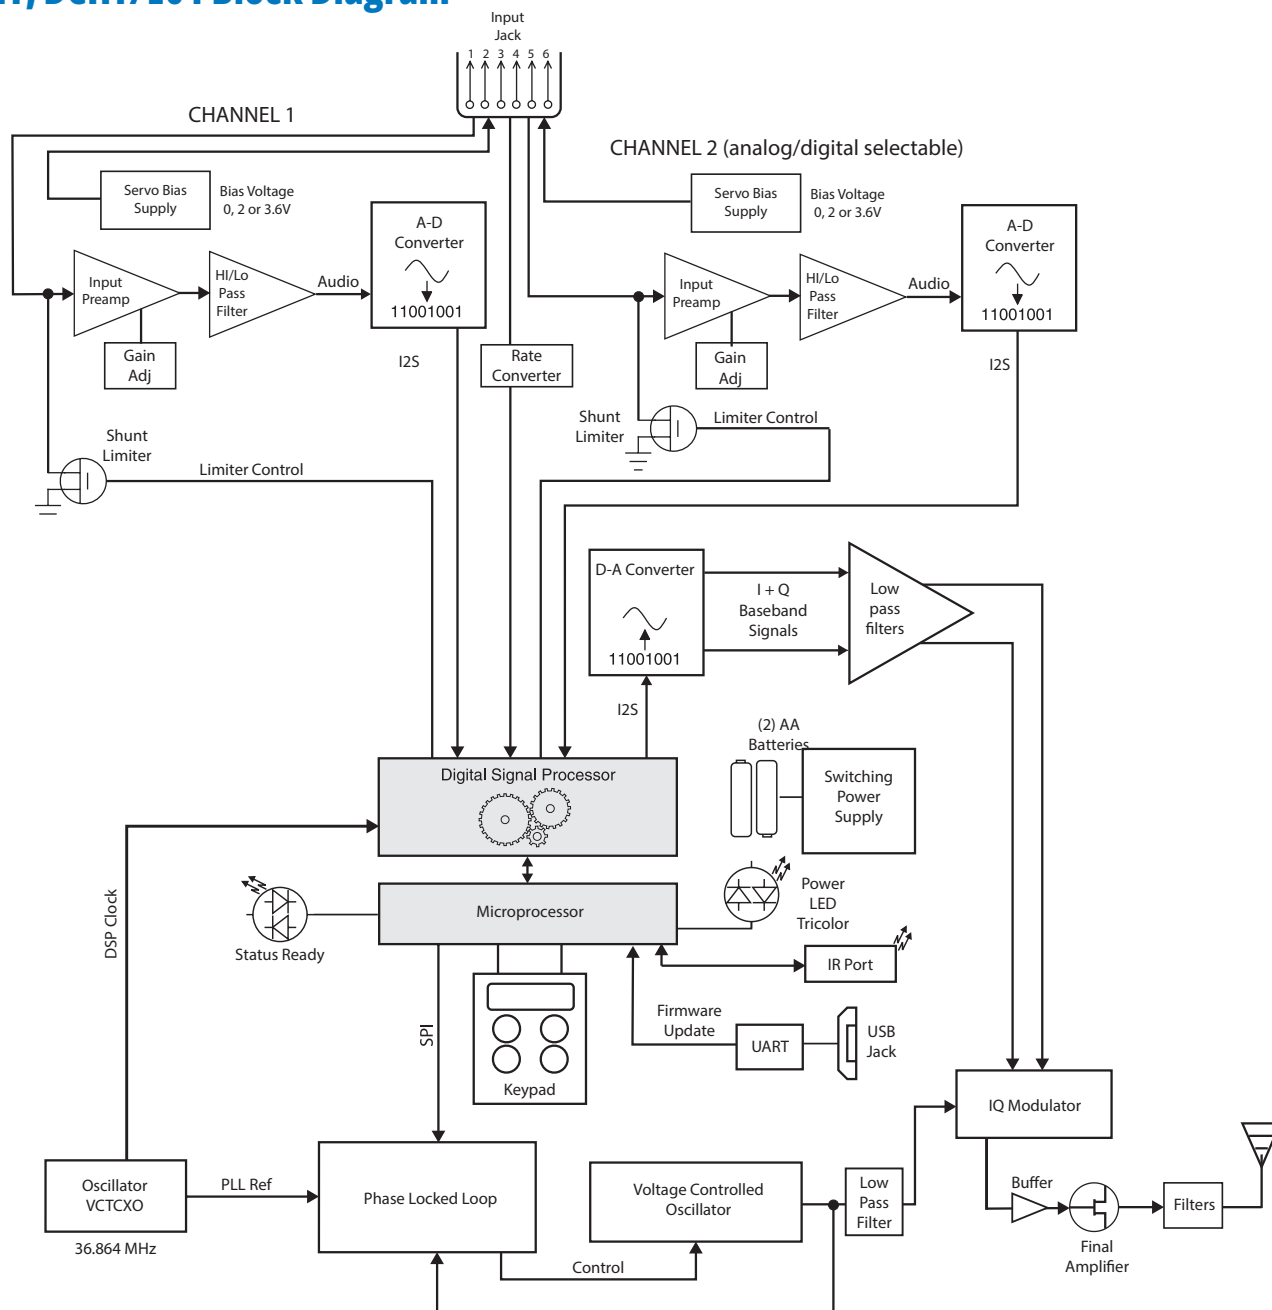 Block Diagram
Input
Jack
1 2 3 4 5 6
CHANNEL 1
CHANNEL 2 (analog/digital selectable)
Servo Bias
Supply
Bias Voltage
0, 2 or 3.6V
Servo Bias
Supply
Bias Voltage
0, 2 or 3.6V
A-D
Converter
11001001
A-D
Converter
11001001
Input
Preamp
HI/Lo
Pass
Filter
Audio
Input
Preamp
HI/Lo
Pass
Filter
Audio
Gain
Adj
I2S
Rate
Converter
Gain
Adj
I2S
Shunt
Limiter
Limiter Control
Shunt
Limiter
Limiter Control
D-A Converter
11001001
I + Q
Baseband
Signals
Low
pass
filters
I2S
(2) AA
Batteries
Switching
Power
Supply
Digital Signal Processor
DSP Clock
Microprocessor
Status Ready
Power
LED
Tricolor
IR Port
Firmware
Update
UART
USB
Jack
SPI
Keypad
IQ Modulator
Oscillator
VCTCXO
36.864 MHz
PLL Ref
Phase Locked Loop
Voltage Controlled
Oscillator
Low
Pass
Filter
Control
Buffer
Final
Amplifier
Filters